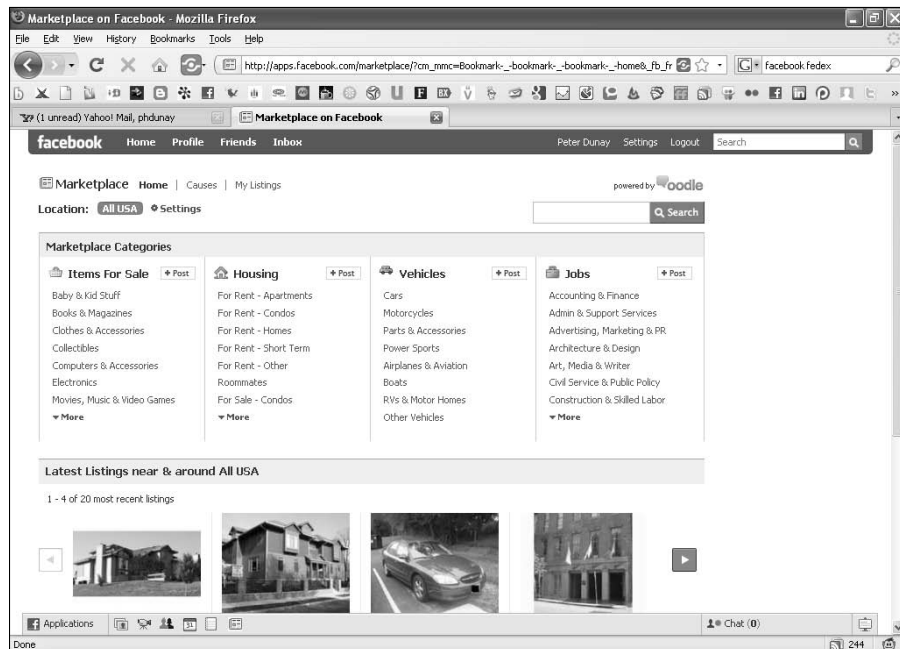 Marketplace on Facebook - Mozilla Firefox
File Edit View History Bookmarks Tools Help
http://apps.facebook.com/marketplace/?cm_mmc=Bookmark-_-bookmark-_-bookmark-_-home&_fb_fr
facebook fedex
(1 unread) Yahoo! Mail, phdunay
Marketplace on Facebook
facebook Home Profile Friends Inbox Peter Dunay Settings Logout Search
Marketplace Home | Causes | My Listings powered by oodle
Location: All USA Settings
Search
Marketplace Categories
Items For Sale + Post Housing + Post Vehicles + Post Jobs + Post
Baby & Kid Stuff For Rent - Apartments Cars Accounting & Finance
Books & Magazines For Rent - Condos Motorcycles Admin & Support Services
Clothes & Accessories For Rent - Homes Parts & Accessories Advertising, Marketing & PR
Collectibles For Rent - Short Term Power Sports Architecture & Design
Computers & Accessories For Rent - Other Airplanes & Aviation Art, Media & Writer
Electronics Roommates Boats Civil Service & Public Policy
Movies, Music & Video Games For Sale - Condos RVs & Motor Homes Construction & Skilled Labor
More More Other Vehicles More
Latest Listings near & around All USA
1 - 4 of 20 most recent listings
Applications 31 Chat (0)
Done 244